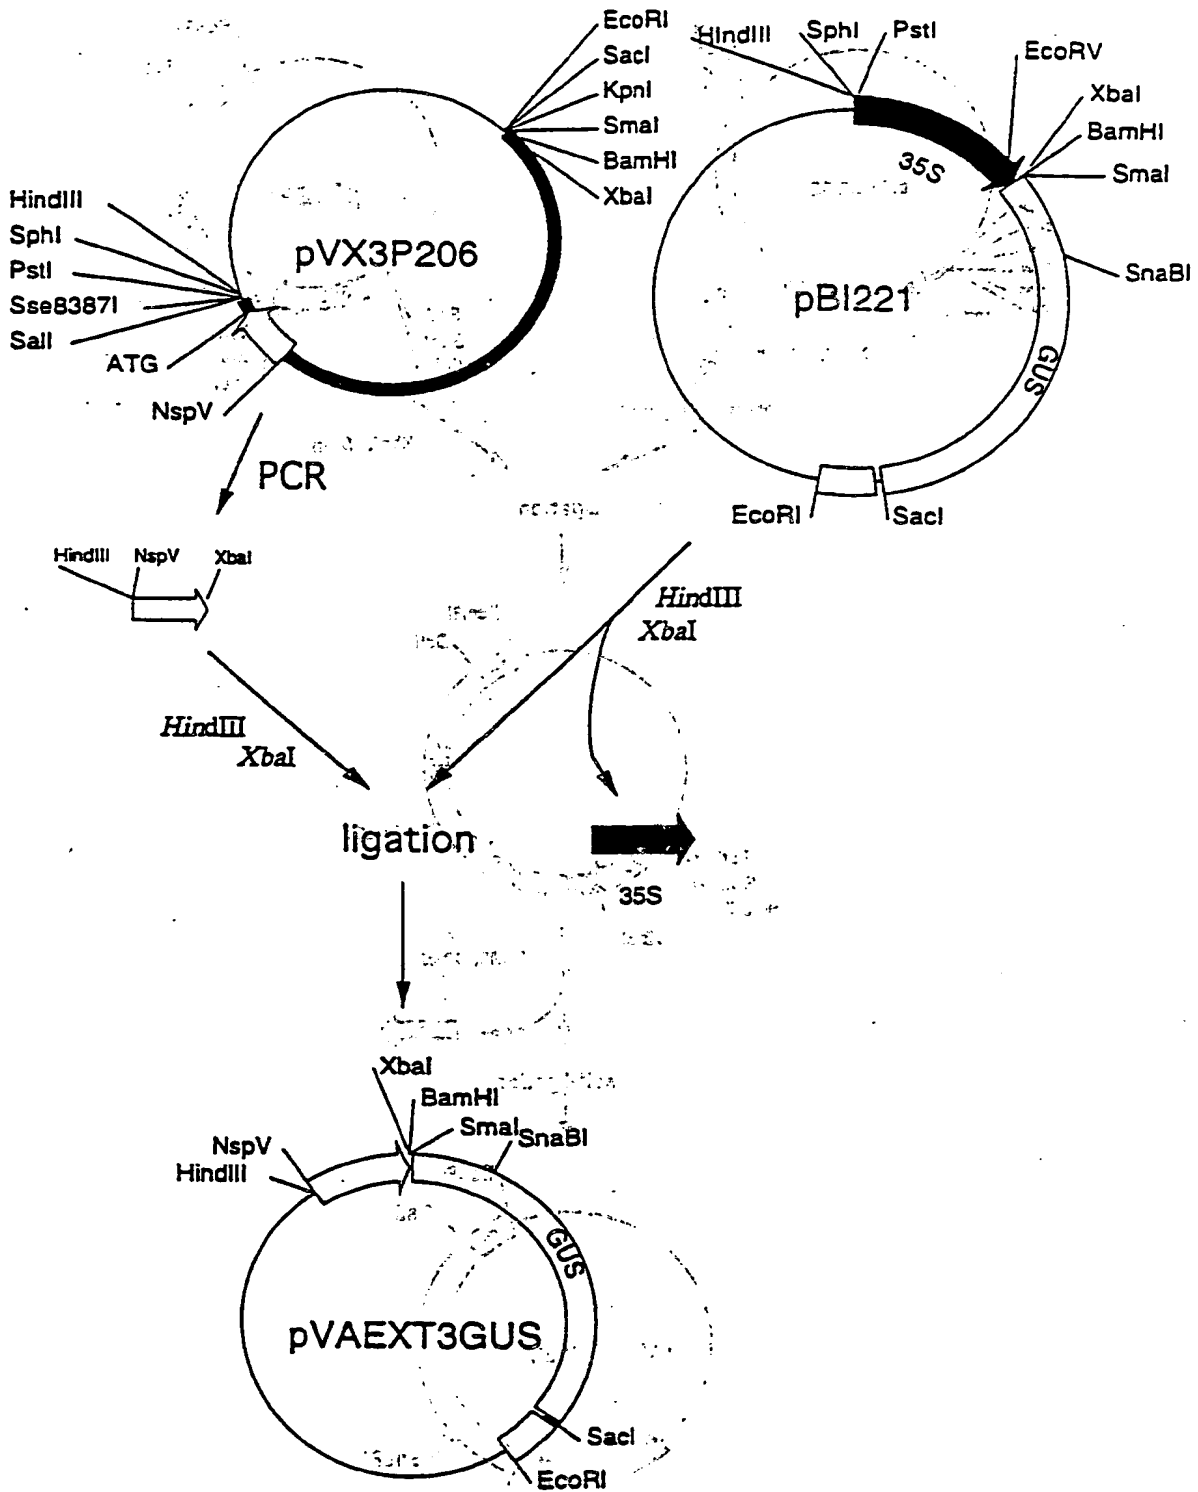 EcoRI
SacI
KpnI
SmaI
BamHI
XbaI
HindIII
SphI
PstI
Sse8387I
SalI
ATG
NspV
pVX3P206
HindIII
SphI
PstI
EcoRV
XbaI
BamHI
SmaI
SnaBI
35S
pBI221
GUS
EcoRI
SacI
PCR
HindIII
NspV
XbaI
HindIII
XbaI
HindIII
XbaI
ligation
35S
XbaI
BamHI
SmaI
SnaBI
NspV
HindIII
GUS
pVAEXT3GUS
SacI
EcoRI